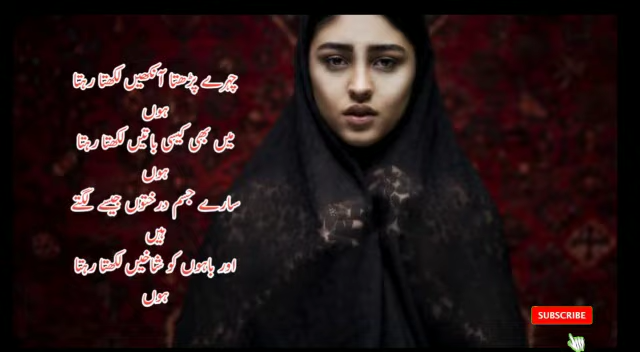 چہرے پڑھتا آنکھیں لکھتا رہتا
ہوں
میں بھی کیسی باتیں لکھتا رہتا
ہوں
سارے جسم درختوں جیسے لگتے
ہیں
اور باہوں کو شاخیں لکھتا رہتا
ہوں
SUBSCRIBE